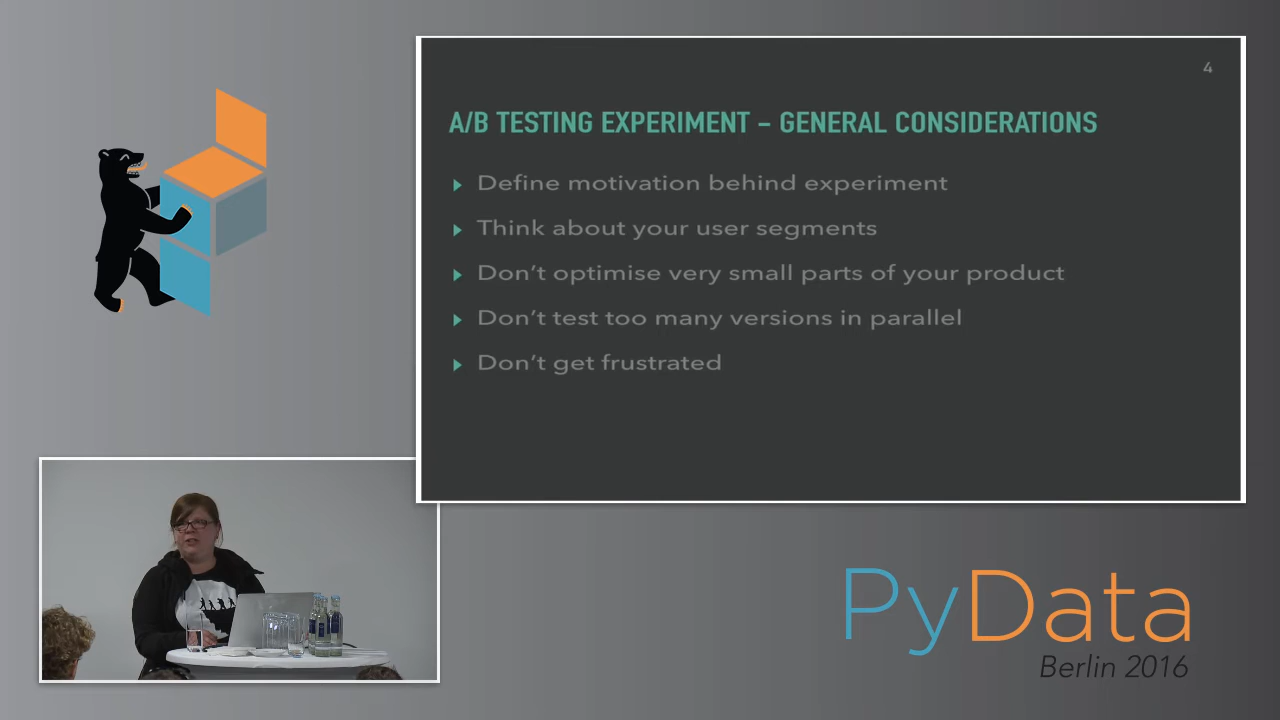 4
A/B TESTING EXPERIMENT – GENERAL CONSIDERATIONS
Define motivation behind experiment
Think about your user segments
Don’t optimise very small parts of your product
Don’t test too many versions in parallel
Don’t get frustrated
PyData
Berlin 2016